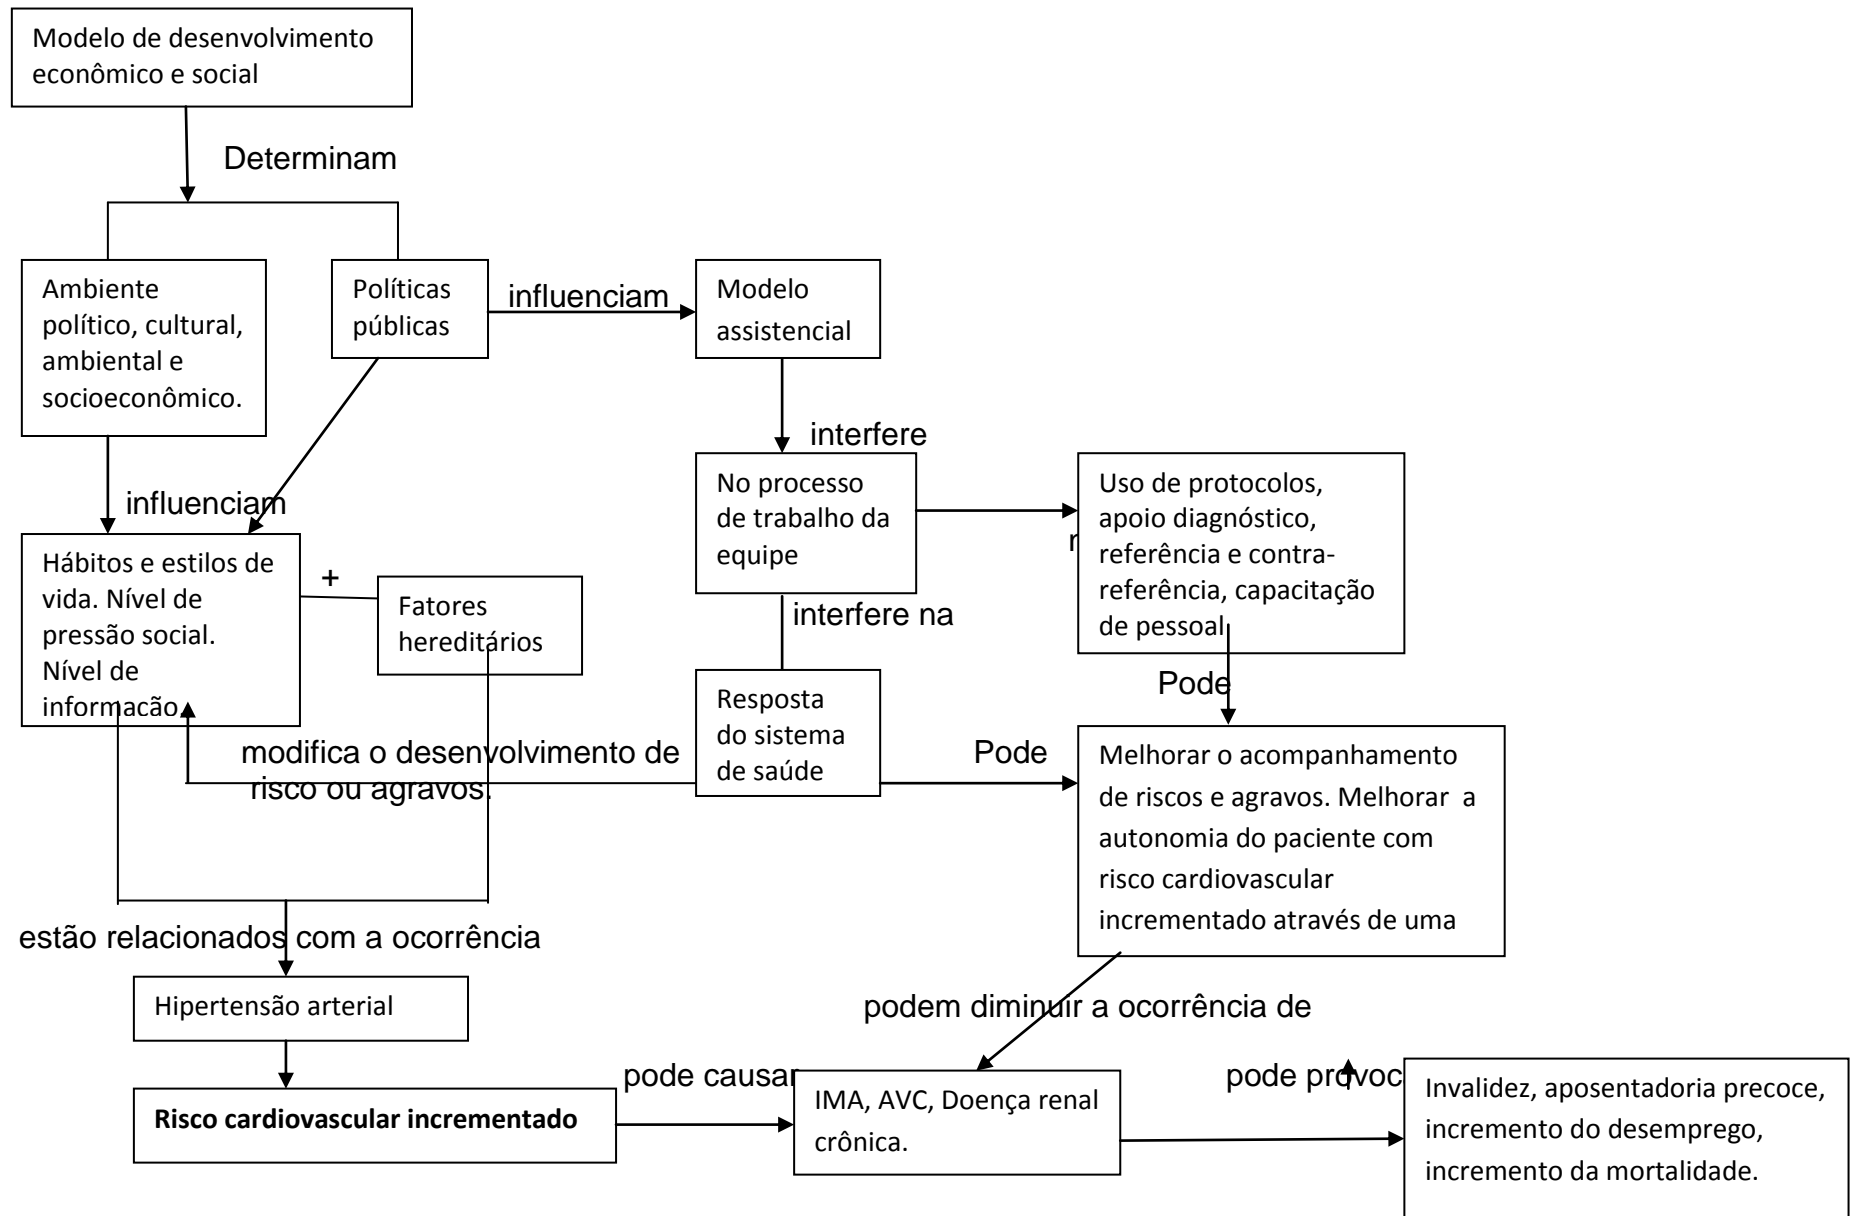 Modelo de desenvolvimento
econômico e social
Determinam
Ambiente
político, cultural,
ambiental e
socioeconômico.
Políticas
públicas
influenciam
Modelo
assistencial
influenciam
interfere
No processo
de trabalho da
equipe
Uso de protocolos,
apoio diagnóstico,
referência e contra-
referência, capacitação
de pessoal
Hábitos e estilos de
vida. Nível de
pressão social.
Nível de
informação
+
Fatores
hereditários
interfere na
Resposta
do sistema
de saúde
modifica o desenvolvimento de
risco ou agravos.
Pode
Pode
Melhorar o acompanhamento
de riscos e agravos. Melhorar a
autonomia do paciente com
risco cardiovascular
incrementado através de uma
estão relacionados com a ocorrência
Hipertensão arterial
podem diminuir a ocorrência de
Risco cardiovascular incrementado
pode causar
IMA, AVC, Doença renal
crônica.
pode provoc
Invalidez, aposentadoria precoce,
incremento do desemprego,
incremento da mortalidade.